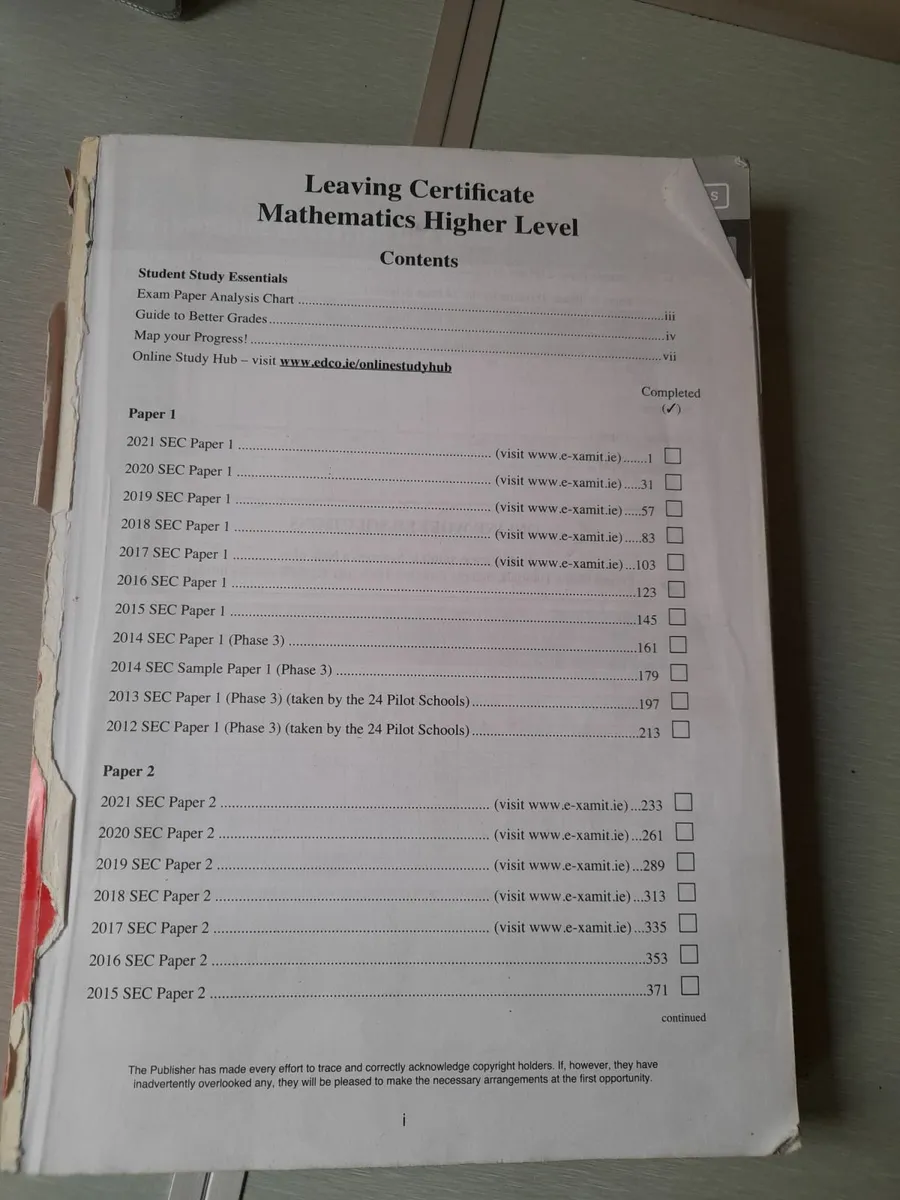 S
Leaving Certificate
Mathematics Higher Level
Contents
Student Study Essentials
Exam Paper Analysis Chart ........................................ iii
Guide to Better Grades ........................................ iv
Map your Progress! ........................................ vii
Online Study Hub – visit www.edco.ie/onlinestudyhub
Completed
(✓)
Paper 1
2021 SEC Paper 1 ........................................ (visit www.e-xamit.ie) ....... 1 ☐
2020 SEC Paper 1 ........................................ (visit www.e-xamit.ie) ..... 31 ☐
2019 SEC Paper 1 ........................................ (visit www.e-xamit.ie) ..... 57 ☐
2018 SEC Paper 1 ........................................ (visit www.e-xamit.ie) ..... 83 ☐
2017 SEC Paper 1 ........................................ (visit www.e-xamit.ie) ... 103 ☐
2016 SEC Paper 1 ........................................ 123 ☐
2015 SEC Paper 1 ........................................ 145 ☐
2014 SEC Paper 1 (Phase 3) ........................................ 161 ☐
2014 SEC Sample Paper 1 (Phase 3) ........................................ 179 ☐
2013 SEC Paper 1 (Phase 3) (taken by the 24 Pilot Schools) ........................................ 197 ☐
2012 SEC Paper 1 (Phase 3) (taken by the 24 Pilot Schools) ........................................ 213 ☐
Paper 2
2021 SEC Paper 2 ........................................ (visit www.e-xamit.ie) ... 233 ☐
2020 SEC Paper 2 ........................................ (visit www.e-xamit.ie) ... 261 ☐
2019 SEC Paper 2 ........................................ (visit www.e-xamit.ie) ... 289 ☐
2018 SEC Paper 2 ........................................ (visit www.e-xamit.ie) ... 313 ☐
2017 SEC Paper 2 ........................................ (visit www.e-xamit.ie) ... 335 ☐
2016 SEC Paper 2 ........................................ 353 ☐
2015 SEC Paper 2 ........................................ 371 ☐
continued
The Publisher has made every effort to trace and correctly acknowledge copyright holders. If, however, they have
inadvertently overlooked any, they will be pleased to make the necessary arrangements at the first opportunity.
i